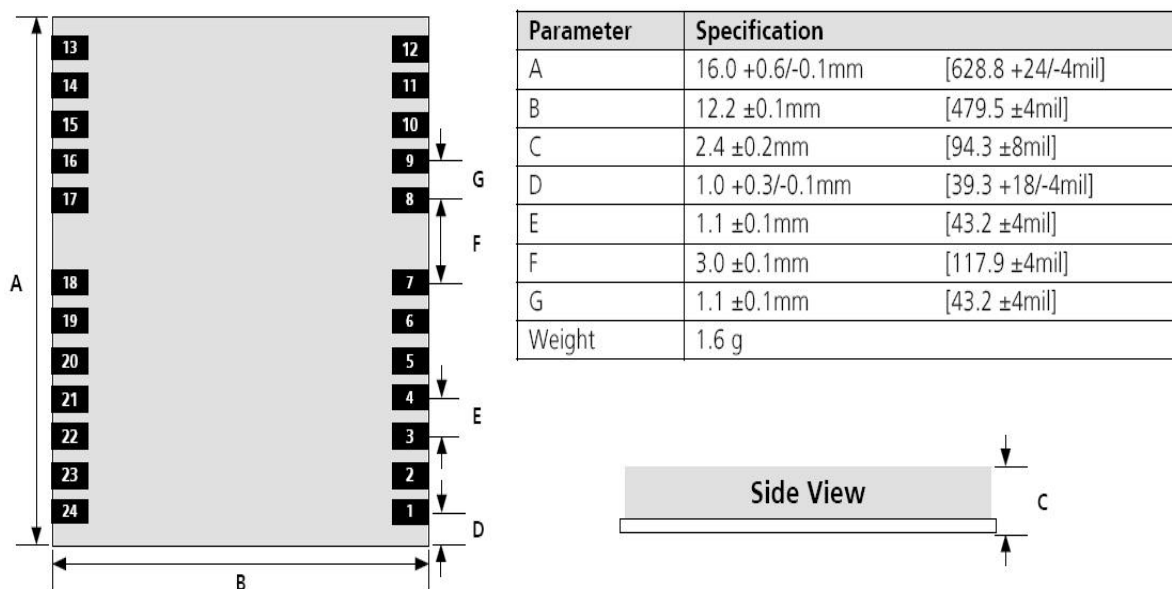 13 12
14 11
15 10
16 9
G
17 8
F
A
18 7
19 6
20 5
21 4
E
22 3
23 2
24 1
D
B
Parameter Specification
A 16.0 +0.6/-0.1mm [628.8 +24/-4mil]
B 12.2 ±0.1mm [479.5 ±4mil]
C 2.4 ±0.2mm [94.3 ±8mil]
D 1.0 +0.3/-0.1mm [39.3 +18/-4mil]
E 1.1 ±0.1mm [43.2 ±4mil]
F 3.0 ±0.1mm [117.9 ±4mil]
G 1.1 ±0.1mm [43.2 ±4mil]
Weight 1.6 g
Side View
C